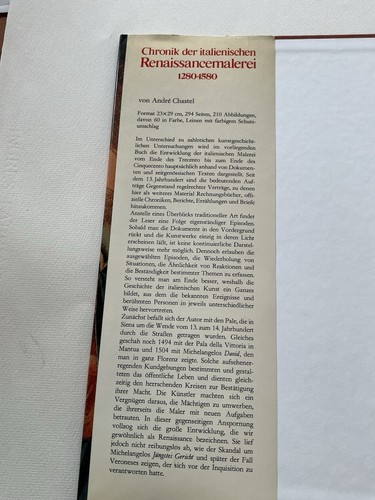 Chronik der italienischen
Renaissancemalerei
1280-1580
von André Chastel
Format 23×29 cm, 294 Seiten, 210 Abbildungen,
davon 60 in Farbe, Leinen mit farbigem Schutz-
umschlag
Im Unterschied zu zahlreichen kunstgeschicht-
lichen Untersuchungen wird im vorliegenden
Buch die Entwicklung der italienischen Malerei
vom Ende des Trecento bis zum Ende des
Cinquecento hauptsächlich anhand von Dokumen-
ten und zeitgenössischen Texten dargestellt. Seit
dem 13. Jahrhundert sind die bedeutenden Auf-
träge Gegenstand regelrechter Verträge, zu denen
hier als weiteres Material Rechnungsbücher, offi-
zielle Chroniken, Berichte, Erzählungen und Briefe
hinzukommen.
Anstelle eines Überblicks traditioneller Art findet
der Leser eine Folge eigenständiger Episoden.
Sobald man die Dokumente in den Vordergrund
rückt und die Kunstwerke einzig in deren Licht
erscheinen läßt, ist keine kontinuierliche Darstel-
lungsweise mehr möglich. Dennoch erlauben die
ausgewählten Episoden, die Wiederholung von
Situationen, die Ähnlichkeit von Reaktionen und
die Beständigkeit bestimmter Themen zu erfassen.
So versteht man am Ende besser, weshalb die
Geschichte der italienischen Kunst ein Ganzes
bildet, aus dem die bekannten Ereignisse und
berühmten Personen in jeweils unterschiedlicher
Weise hervortreten.
Zunächst befaßt sich der Autor mit den Pale, die in
Siena um die Wende vom 13. zum 14. Jahrhundert
durch die Straßen getragen wurden. Gleiches
geschah noch 1494 mit der Pala della Vittoria in
Mantua und 1504 mit Michelangelos David, den
man in ganz Florenz zeigte. Solche aufsehener-
regenden Kundgebungen bestimmten und gestal-
teten das öffentliche Leben und dienten gleich-
zeitig den herrschenden Kreisen zur Bestätigung
ihrer Macht. Die Künstler machten sich ein
Vergnügen daraus, die Mächtigen zu umwerben,
die ihrerseits die Maler mit neuen Aufgaben
betrauten. In dieser gegenseitigen Anspornung
vollzog sich die große Entwicklung, die wir
gewöhnlich als Renaissance bezeichnen. Sie lief
jedoch nicht reibungslos ab, wie der Skandal um
Michelangelos Jüngstes Gericht und später der Fall
Veroneses zeigten, der sich vor der Inquisition zu
verantworten hatte.